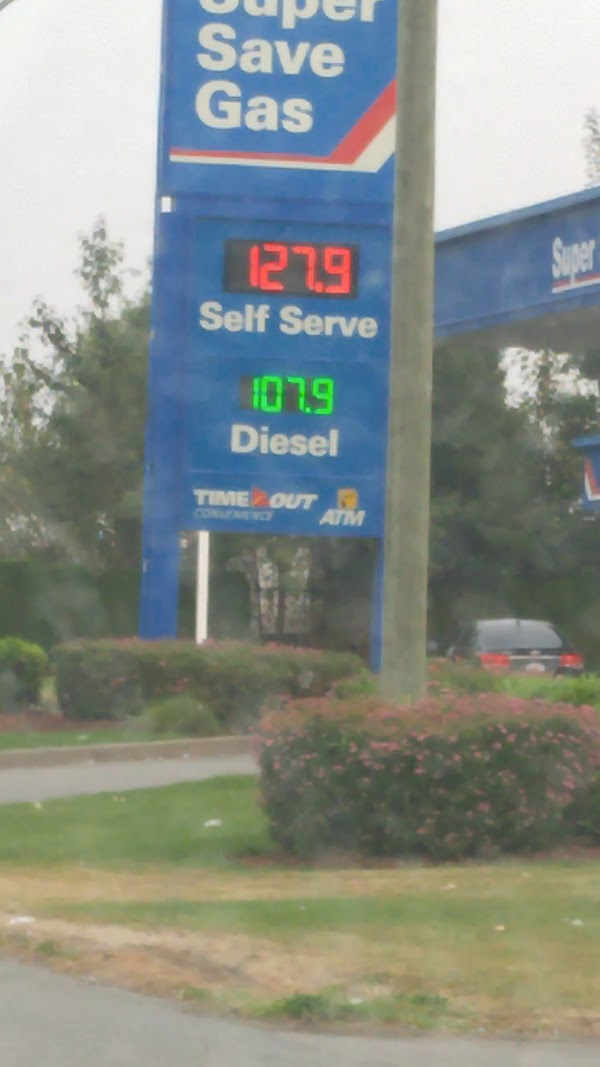 Super
Save
Gas
127.9
Self Serve
107.9
Diesel
TIME OUT
CONVENIENCE
ATM
Super